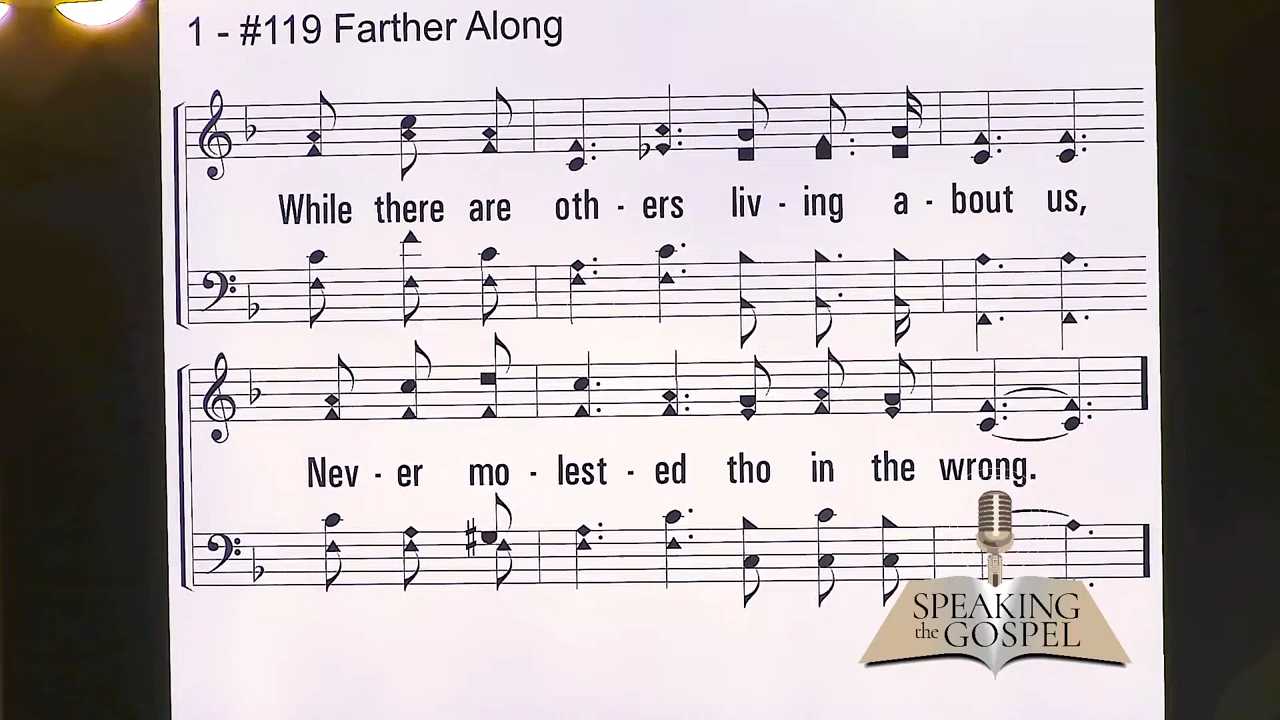 1 - #119 Farther Along
While there are oth - ers liv - ing a - bout us,
Nev - er mo - lest - ed tho in the wrong.
SPEAKING
the GOSPEL